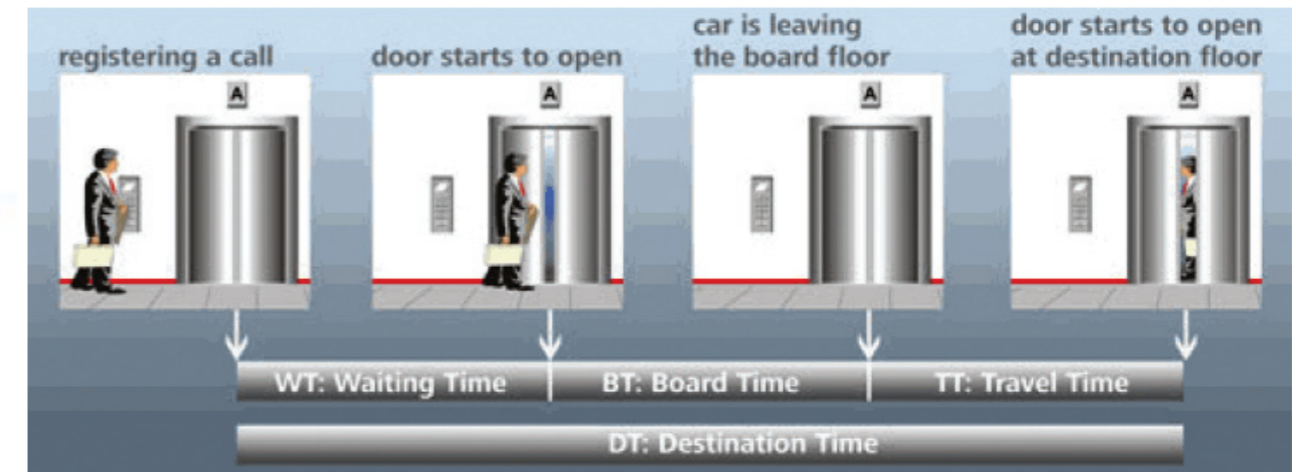 registering a call
door starts to open
car is leaving
the board floor
door starts to open
at destination floor
A
A
A
A
WT: Waiting Time
BT: Board Time
TT: Travel Time
DT: Destination Time